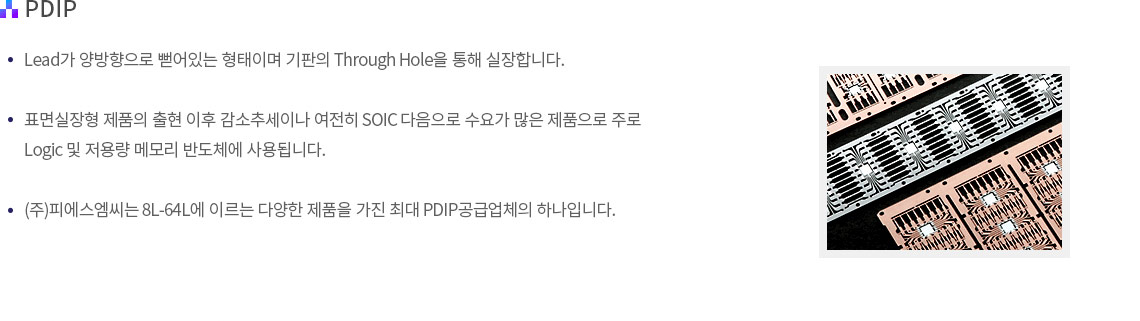 PDIP
Lead가 양방향으로 뻗어있는 형태이며 기판의 Through Hole을 통해 실장합니다.
표면실장형 제품의 출현 이후 감소추세이나 여전히 SOIC 다음으로 수요가 많은 제품으로 주로
Logic 및 저용량 메모리 반도체에 사용됩니다.
(주)피에스엠씨는 8L-64L에 이르는 다양한 제품을 가진 최대 PDIP공급업체의 하나입니다.